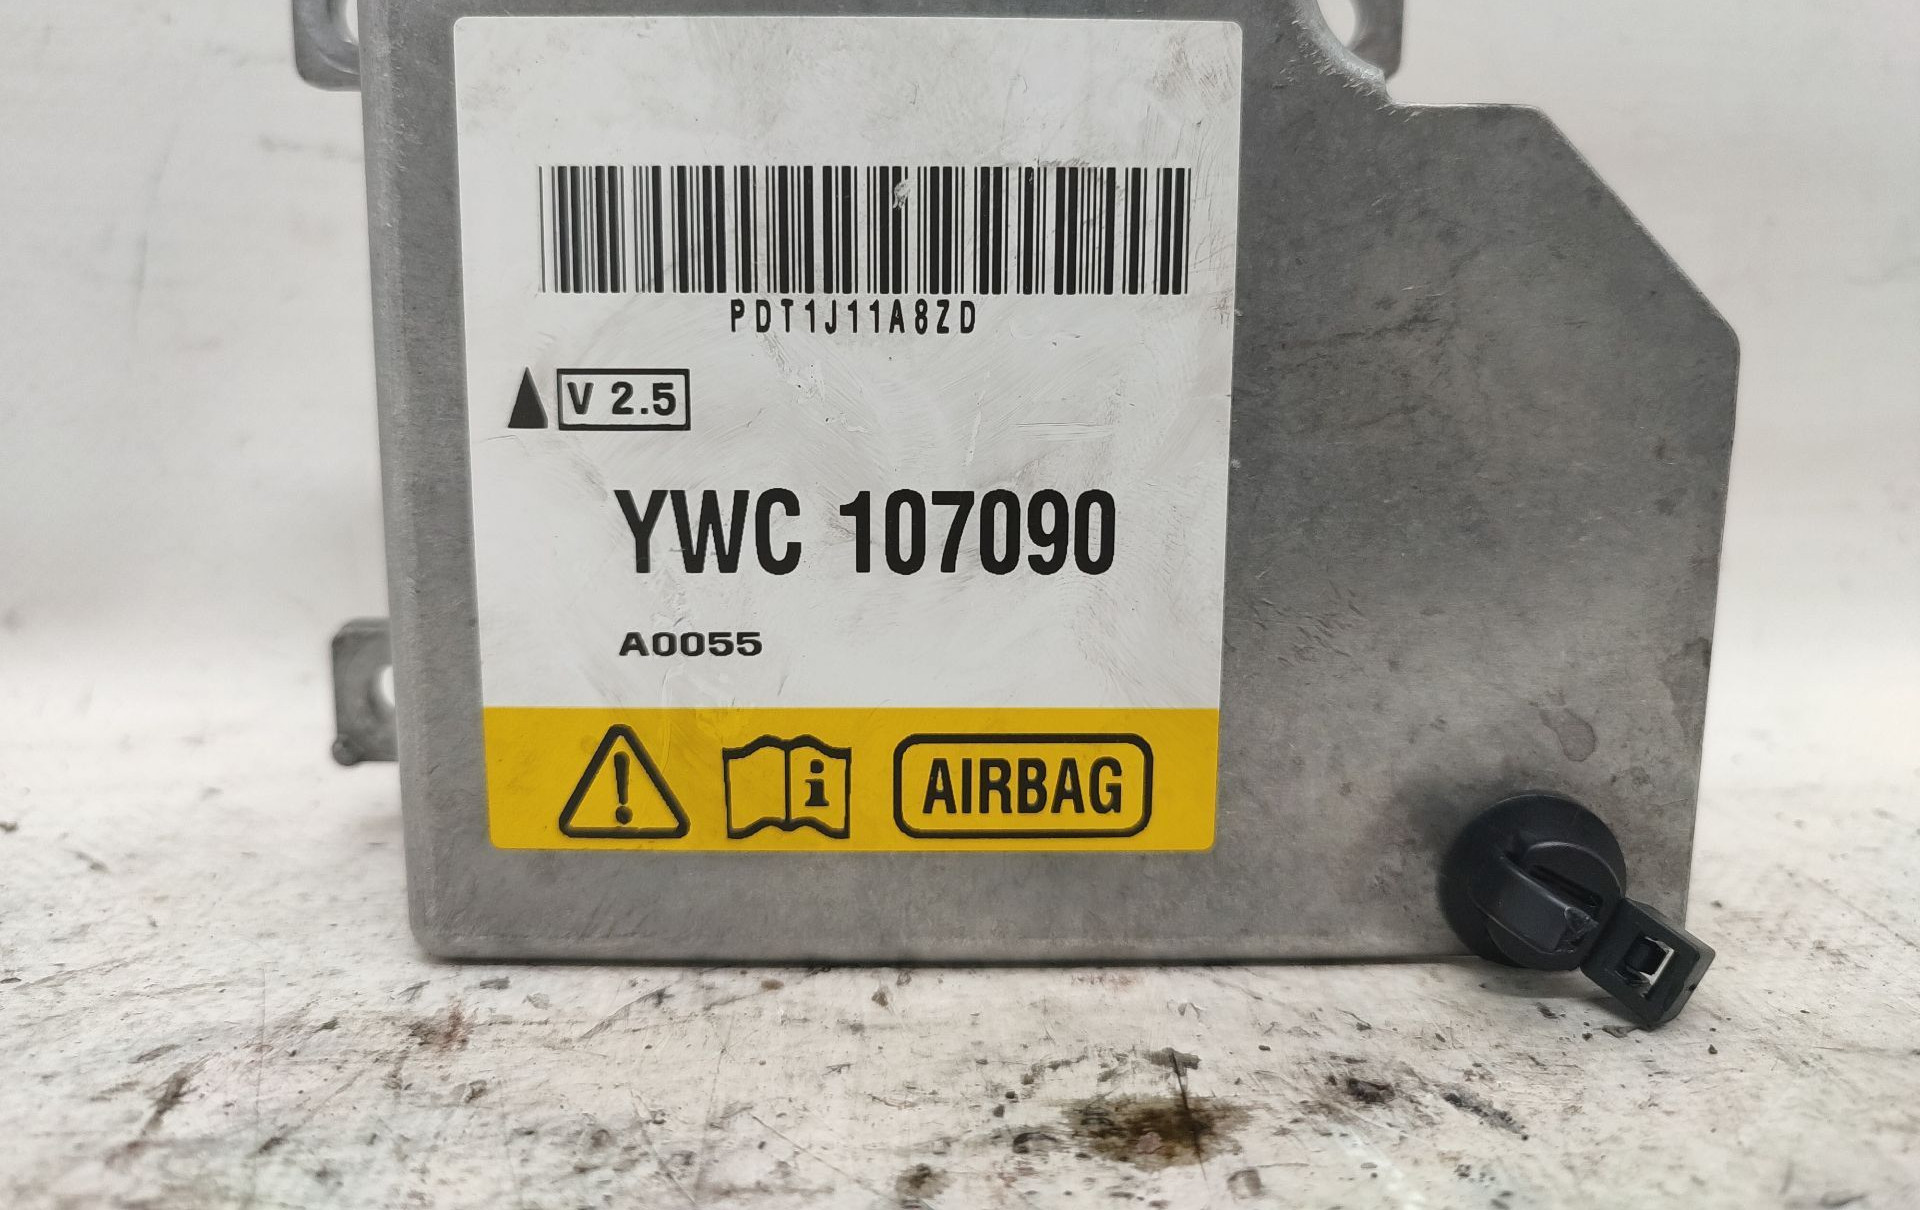 PDT1J11A8ZD
V 2.5
YWC 107090
A0055
i AIRBAG